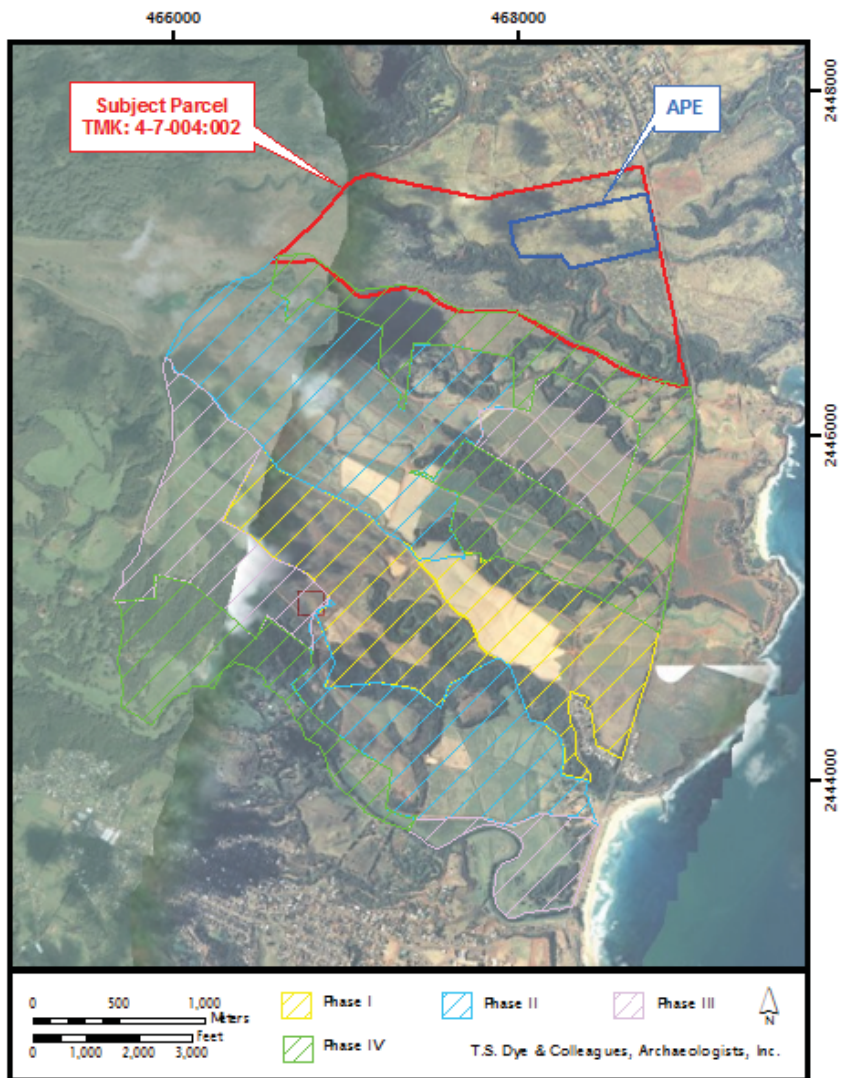 466000
468000
2448000
Subject Parcel
TMK: 4-7-004:002
APE
2446000
2444000
0 500 1,000
Meters
Feet
0 1,000 2,000 3,000
Phase I
Phase II
Phase III
Phase IV
N
T.S. Dye & Colleagues, Archaeologists, Inc.